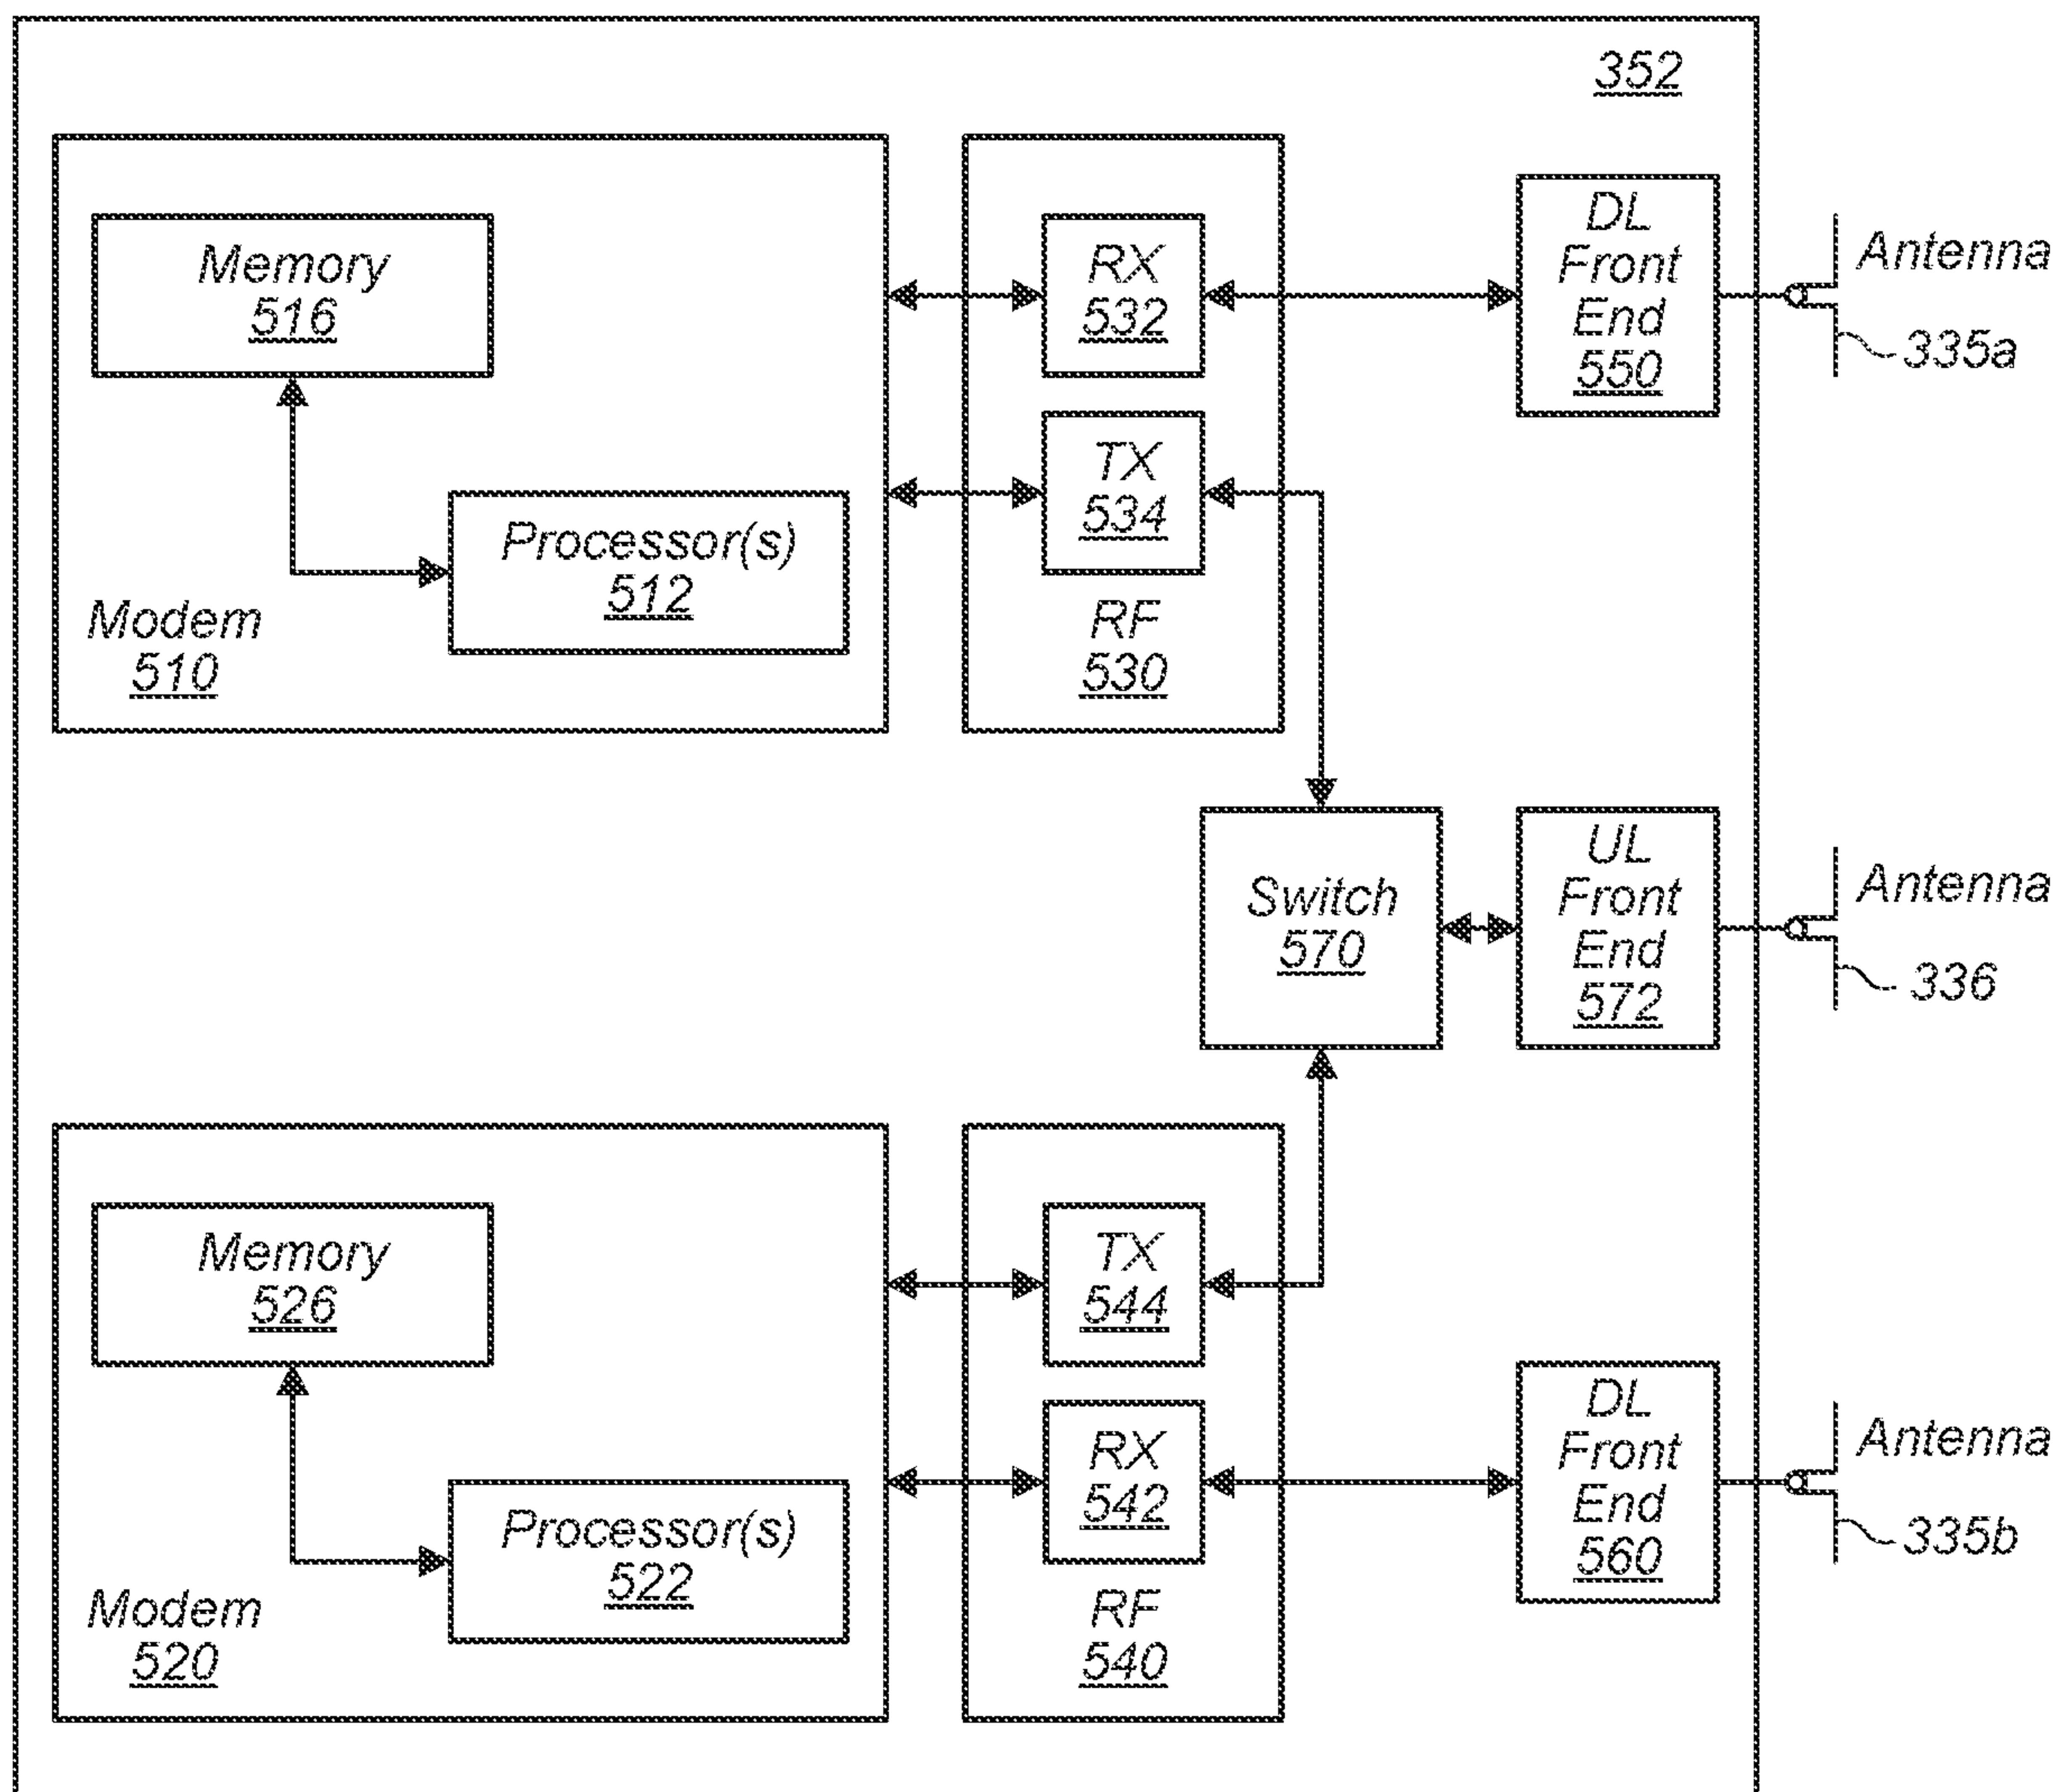 352
Memory
516
Processor(s)
512
Modem
510
RX
532
TX
534
RF
530
DL
Front
End
550
Antenna
335a
Switch
570
UL
Front
End
572
Antenna
336
Memory
526
Processor(s)
522
Modem
520
TX
544
RX
542
RF
540
DL
Front
End
560
Antenna
335b